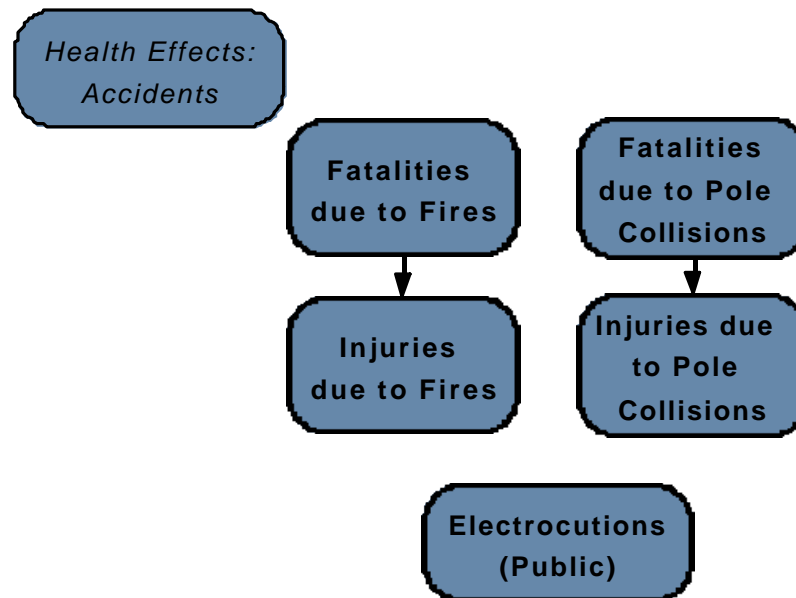 Health Effects:
Accidents
Fatalities
due to Fires
Fatalities
due to Pole
Collisions
Injuries
due to Fires
Injuries due
to Pole
Collisions
Electrocutions
(Public)